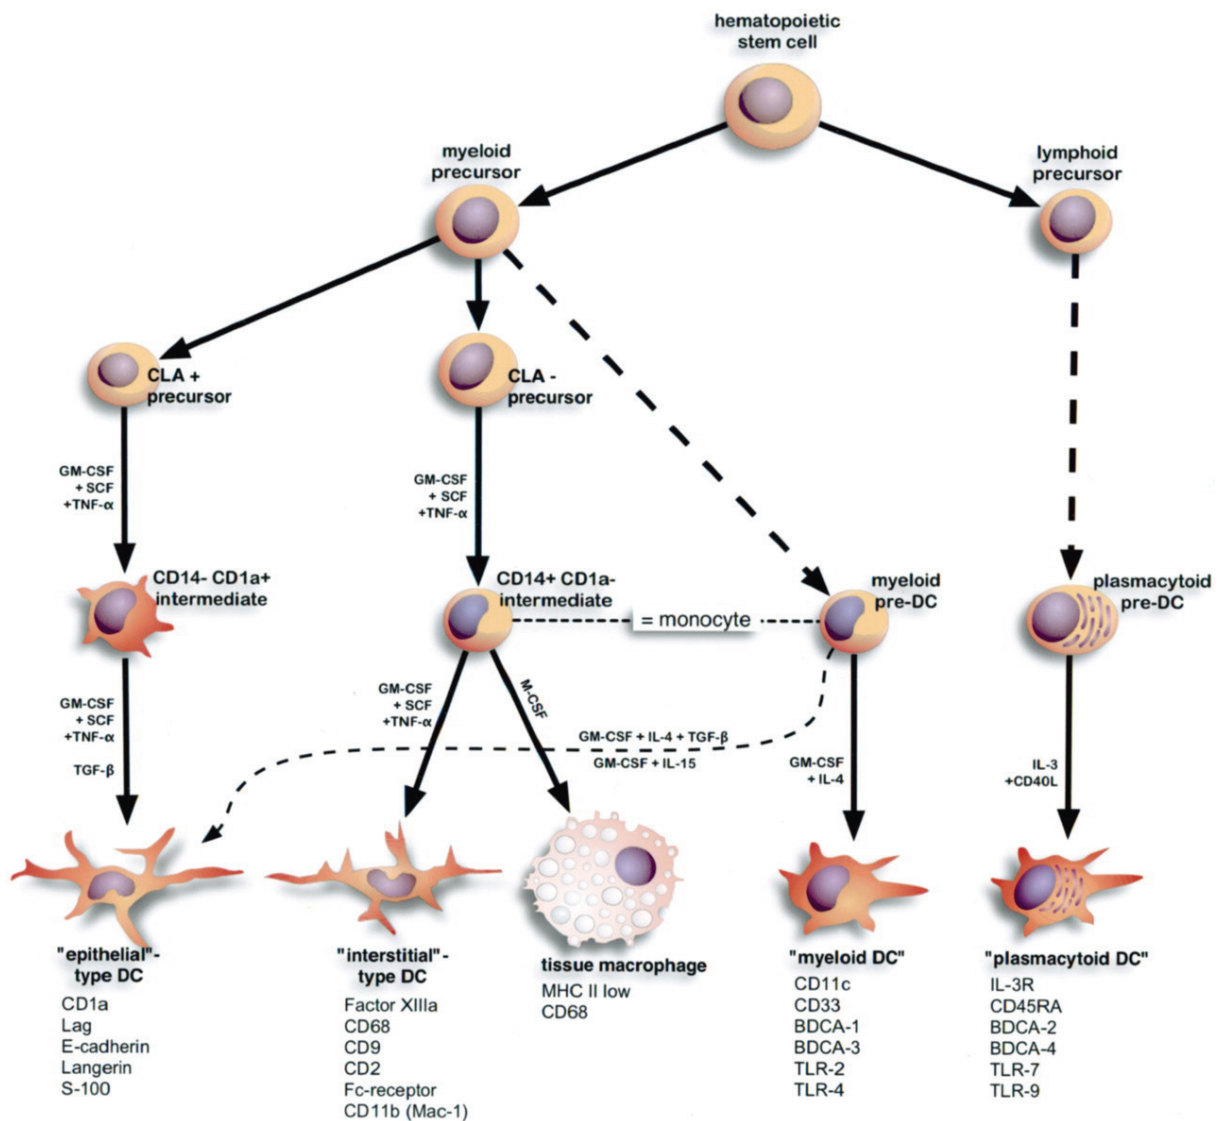 hematopoietic
stem cell
myeloid
precursor
lymphoid
precursor
CLA +
precursor
CLA -
precursor
GM-CSF
+ SCF
+TNF-α
GM-CSF
+ SCF
+TNF-α
CD14- CD1a+
intermediate
CD14+ CD1a-
intermediate
= monocyte
myeloid
pre-DC
plasmacytoid
pre-DC
GM-CSF
+ SCF
+TNF-α
TGF-β
GM-CSF
+ SCF
+TNF-α
M-CSF
GM-CSF + IL-4 + TGF-β
GM-CSF + IL-15
GM-CSF
+ IL-4
IL-3
+CD40L
"epithelial"-
type DC
CD1a
Lag
E-cadherin
Langerin
S-100
"interstitial"-
type DC
Factor XIIIa
CD68
CD9
CD2
Fc-receptor
CD11b (Mac-1)
tissue macrophage
MHC II low
CD68
"myeloid DC"
CD11c
CD33
BDCA-1
BDCA-3
TLR-2
TLR-4
"plasmacytoid DC"
IL-3R
CD45RA
BDCA-2
BDCA-4
TLR-7
TLR-9